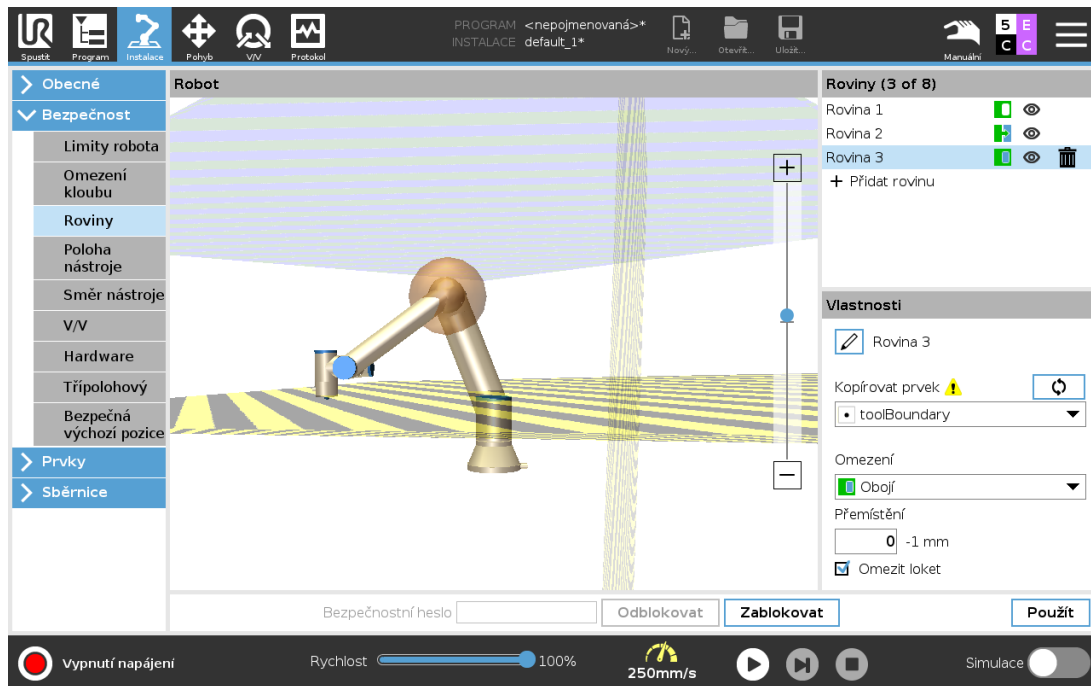 UR
PROGRAM <nepojmenovaná>*
INSTALACE default_1*
Spustit
Program
Instalace
Pohyb
V/V
Protokol
Nový...
Otevřít...
Uložit...
Manuální
5 E
C C
Obecné
Bezpečnost
Limity robota
Omezení
kloubu
Roviny
Poloha
nástroje
Směr nástroje
V/V
Hardware
Třípolohový
Bezpečná
výchozí pozice
Prvky
Sběrnice
Robot
Roviny (3 of 8)
Rovina 1
Rovina 2
Rovina 3
+ Přidat rovinu
Vlastnosti
Rovina 3
Kopírovat prvek
toolBoundary
Omezení
Obojí
Přemístění
0 -1 mm
Omezit loket
Bezpečnostní heslo
Odblokovat
Zablokovat
Použít
Vypnutí napájení
Rychlost
100%
250mm/s
Simulace